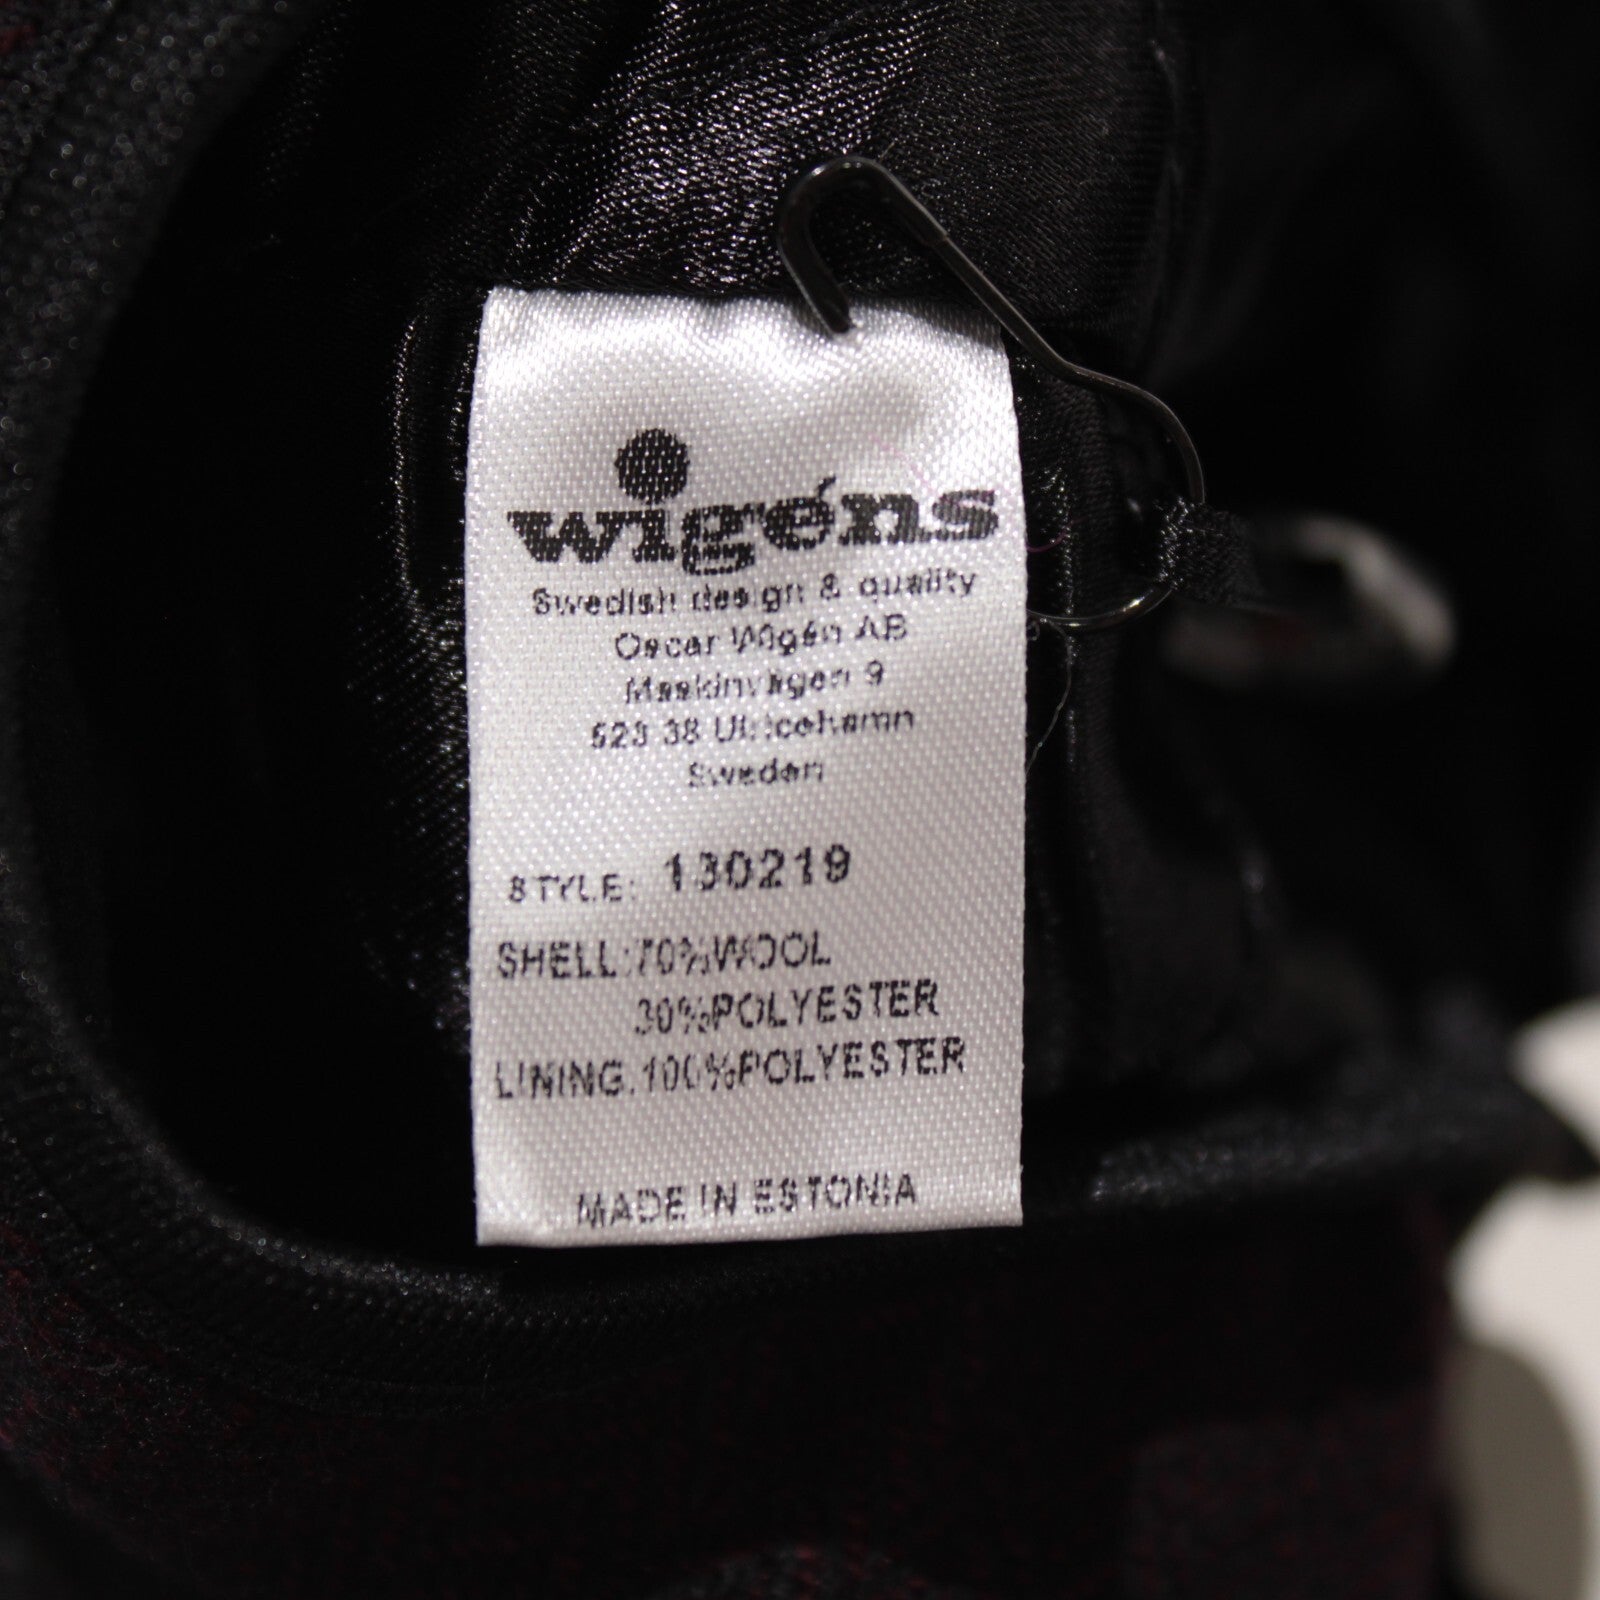 wigéns
Swedish design & quality
Oscar Wigén AB
Maskinvägen 9
523 38 Ulricehamn
Sweden
STYLE: 130219
SHELL:70%WOOL
30%POLYESTER
LINING:100%POLYESTER
MADE IN ESTONIA